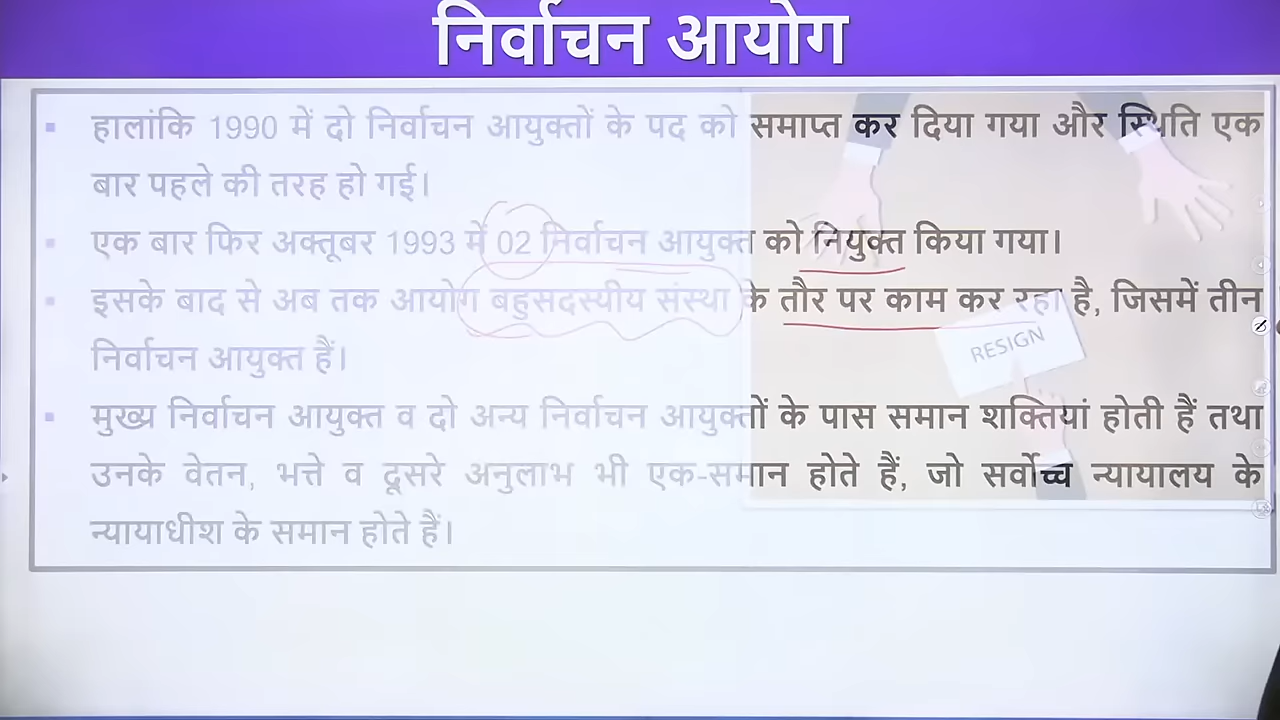 निर्वाचन आयोग
▪ हालांकि 1990 में दो निर्वाचन आयुक्तों के पद को समाप्त कर दिया गया और स्थिति एक
बार पहले की तरह हो गई।
▪ एक बार फिर अक्तूबर 1993 में 02 निर्वाचन आयुक्त को नियुक्त किया गया।
▪ इसके बाद से अब तक आयोग बहुसदस्यीय संस्था के तौर पर काम कर रहा है, जिसमें तीन
निर्वाचन आयुक्त हैं।
RESIGN
▪ मुख्य निर्वाचन आयुक्त व दो अन्य निर्वाचन आयुक्तों के पास समान शक्तियां होती हैं तथा
उनके वेतन, भत्ते व दूसरे अनुलाभ भी एक-समान होते हैं, जो सर्वोच्च न्यायालय के
न्यायाधीश के समान होते हैं।